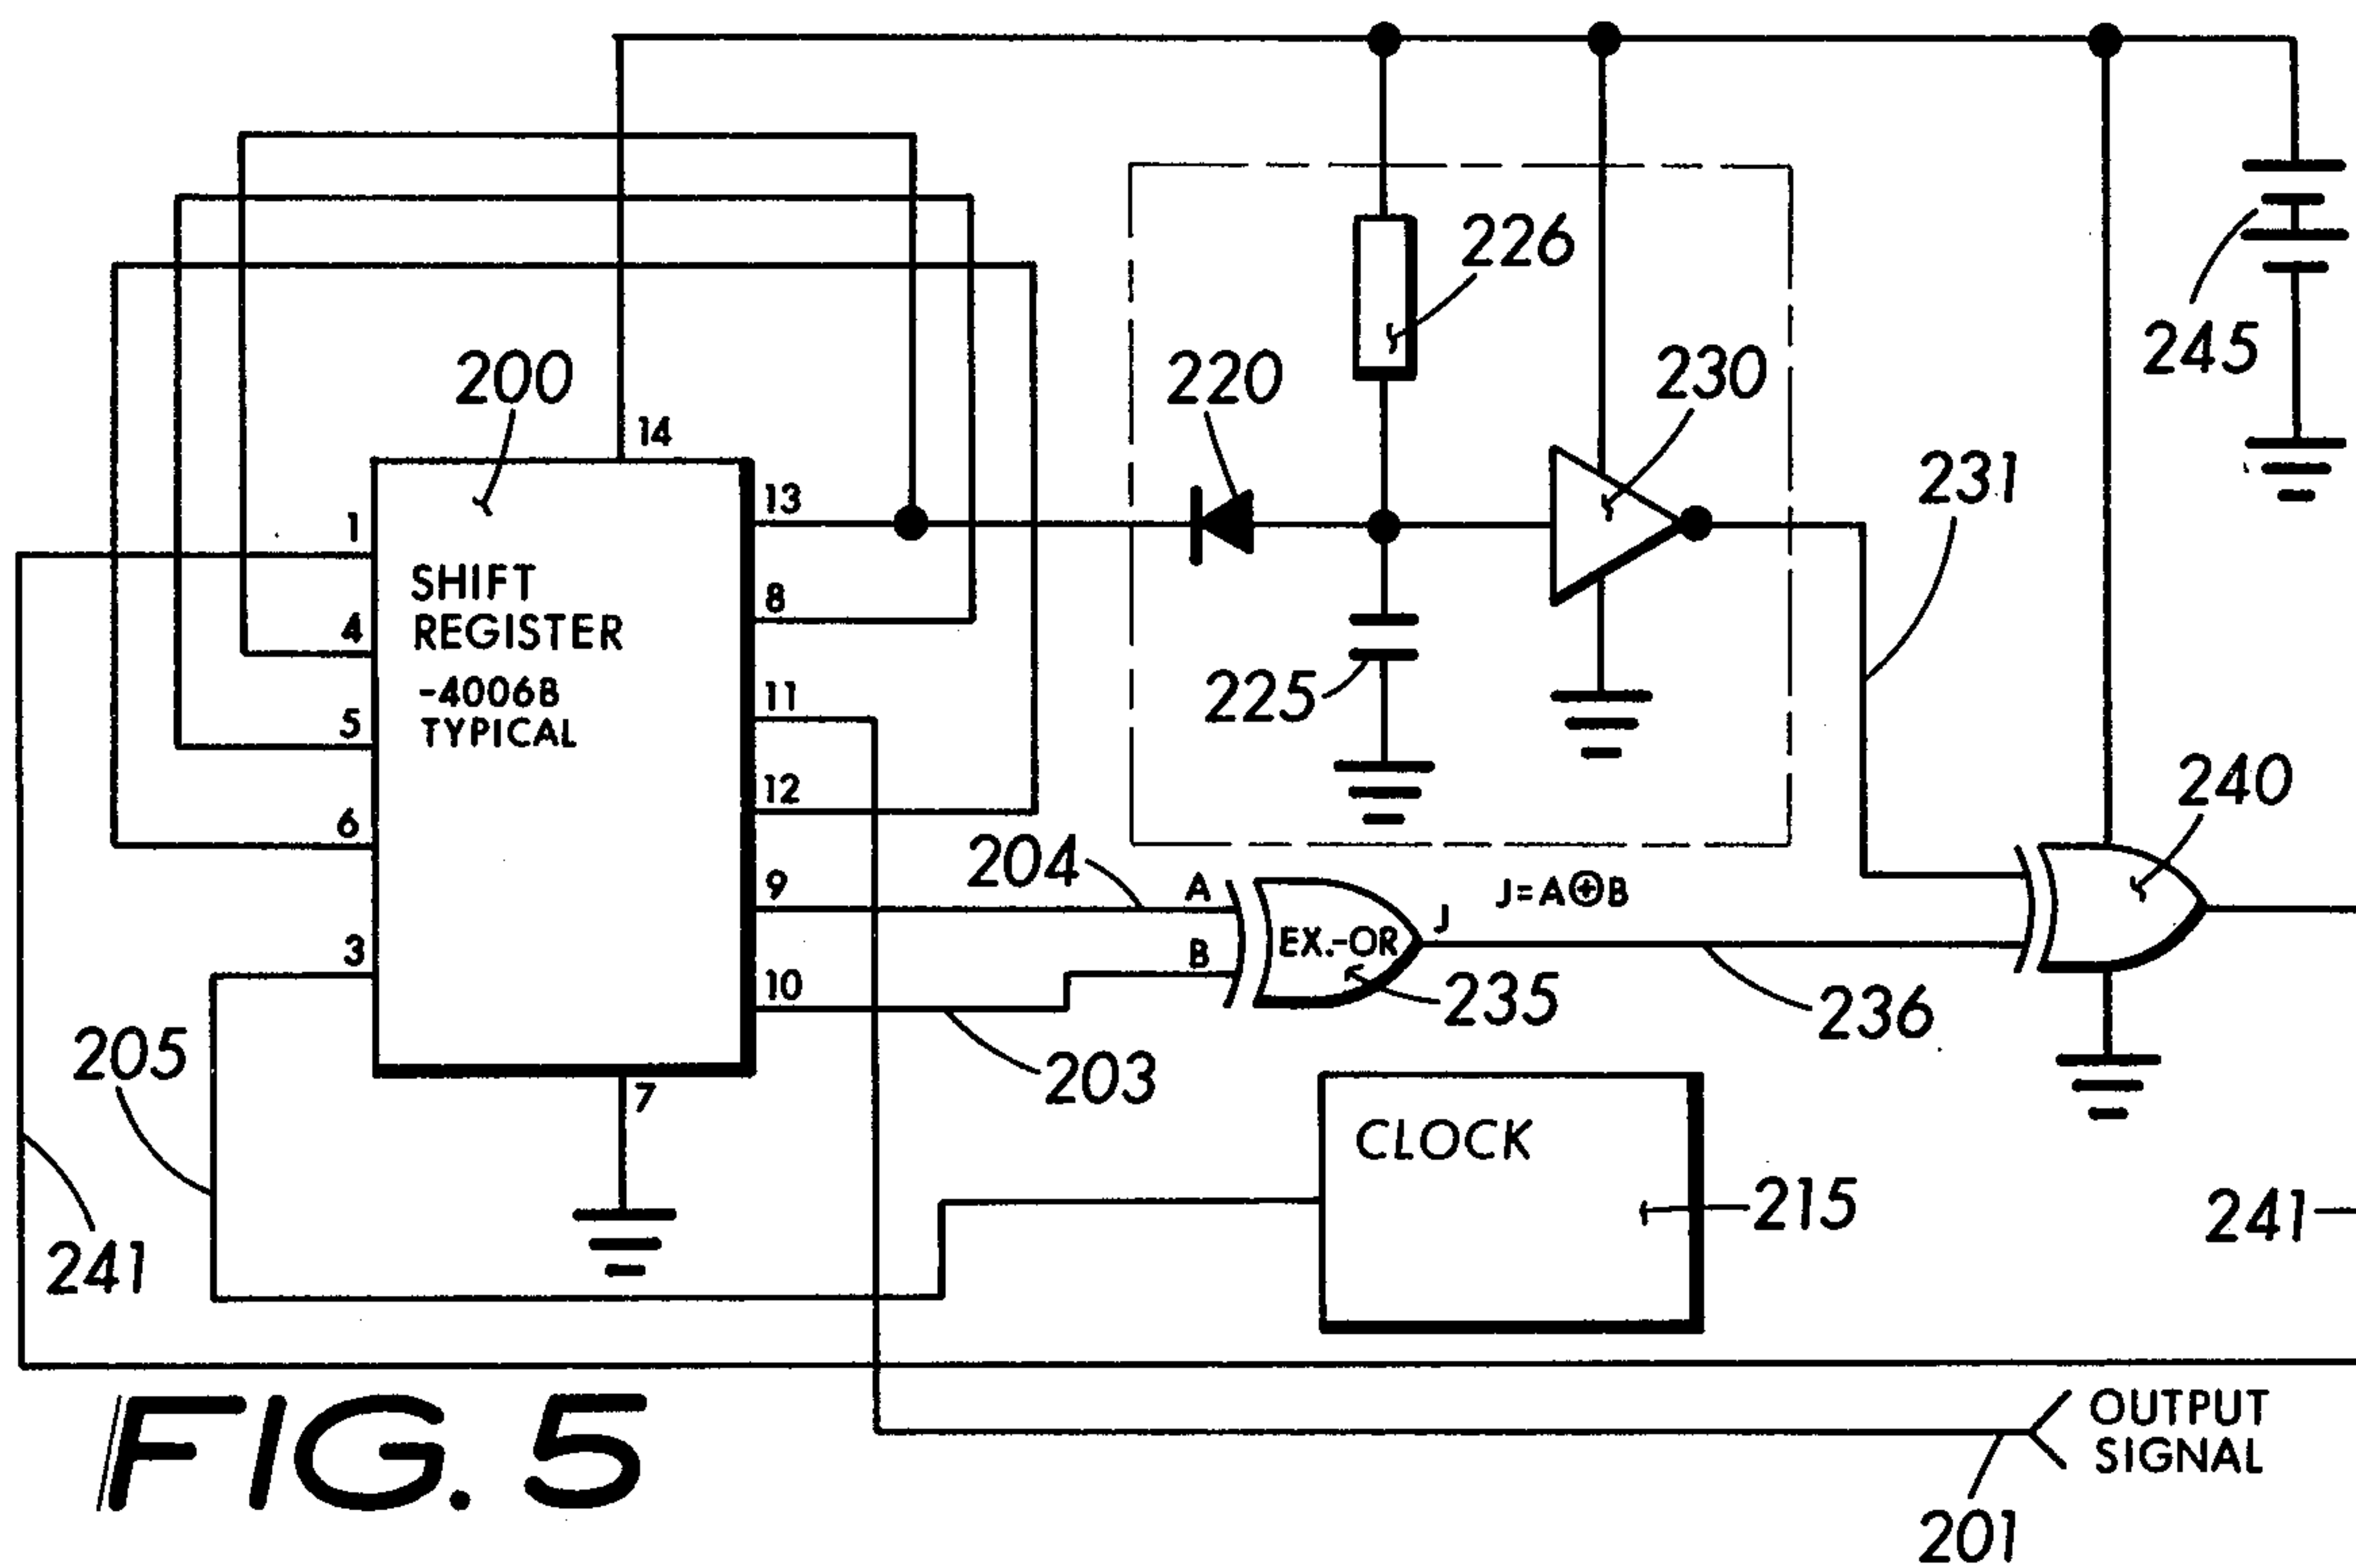 200
14
1
4
5
6
3
SHIFT
REGISTER
-4006B
TYPICAL
13
8
11
12
9
10
7
220
226
230
225
231
245
240
204
A
B
EX.-OR
J
J=A⊕B
235
236
203
205
241
CLOCK
215
241
OUTPUT
SIGNAL
201
FIG. 5